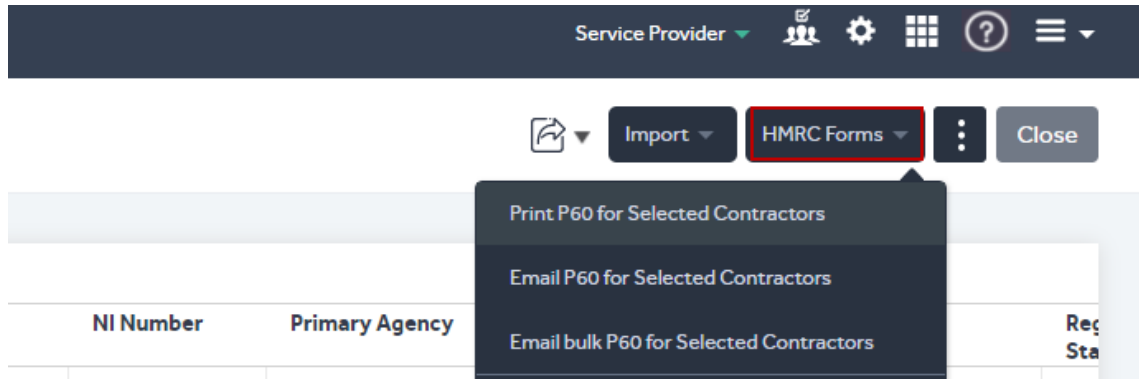 Service Provider
Import
HMRC Forms
Close
Print P60 for Selected Contractors
Email P60 for Selected Contractors
Email bulk P60 for Selected Contractors
NI Number
Primary Agency